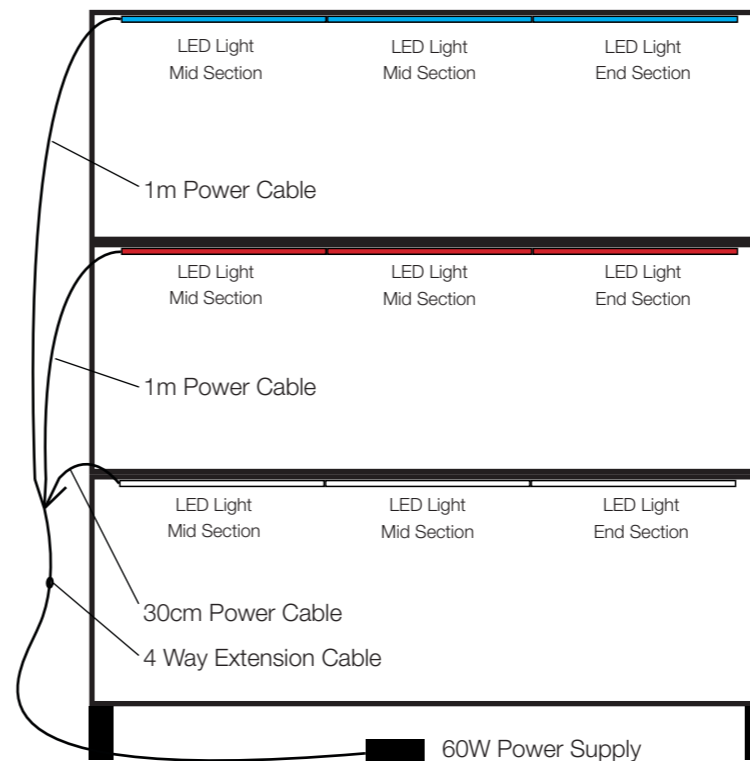 LED Light
Mid Section
LED Light
Mid Section
LED Light
End Section
1m Power Cable
LED Light
Mid Section
LED Light
Mid Section
LED Light
End Section
1m Power Cable
LED Light
Mid Section
LED Light
Mid Section
LED Light
End Section
30cm Power Cable
4 Way Extension Cable
60W Power Supply